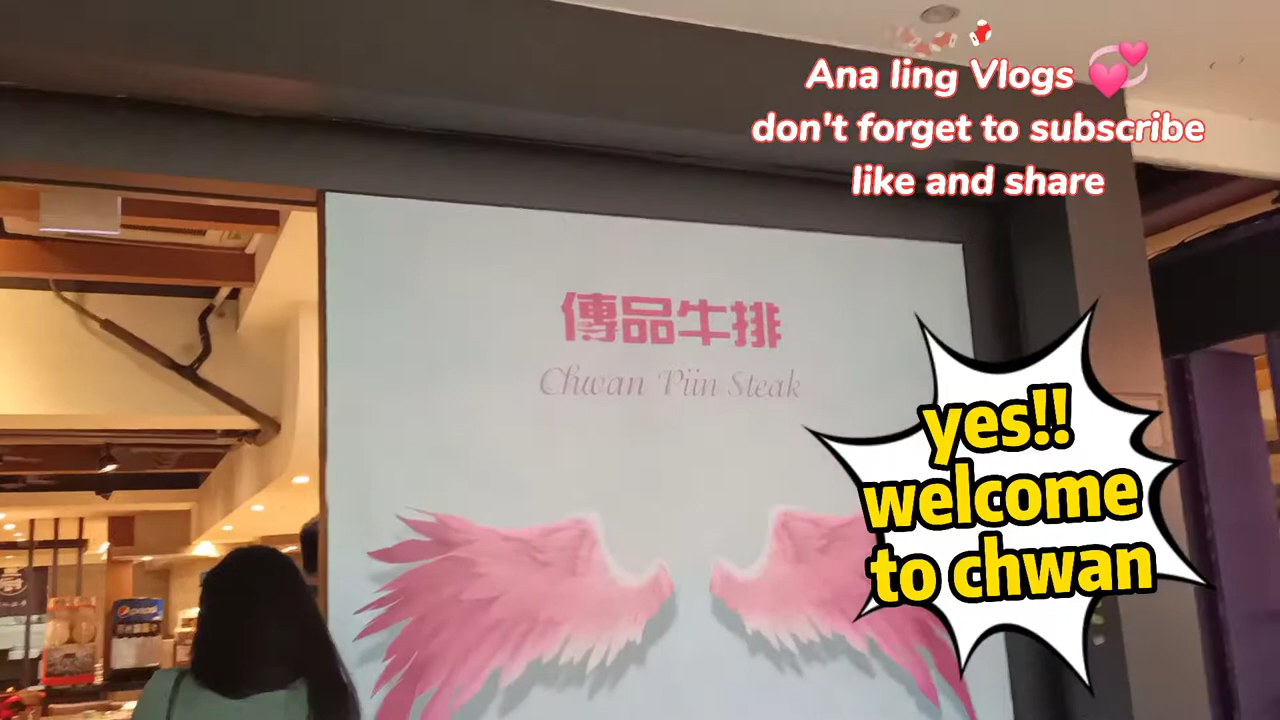 Ana ling Vlogs 💞
don't forget to subscribe
like and share
傳品牛排
Chwan Piin Steak
yes!!
welcome
to chwan
pepsi